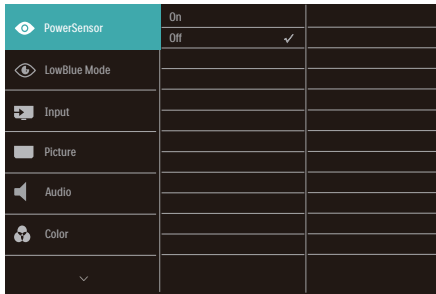 PowerSensor
On
Off
LowBlue Mode
Input
Picture
Audio
Color